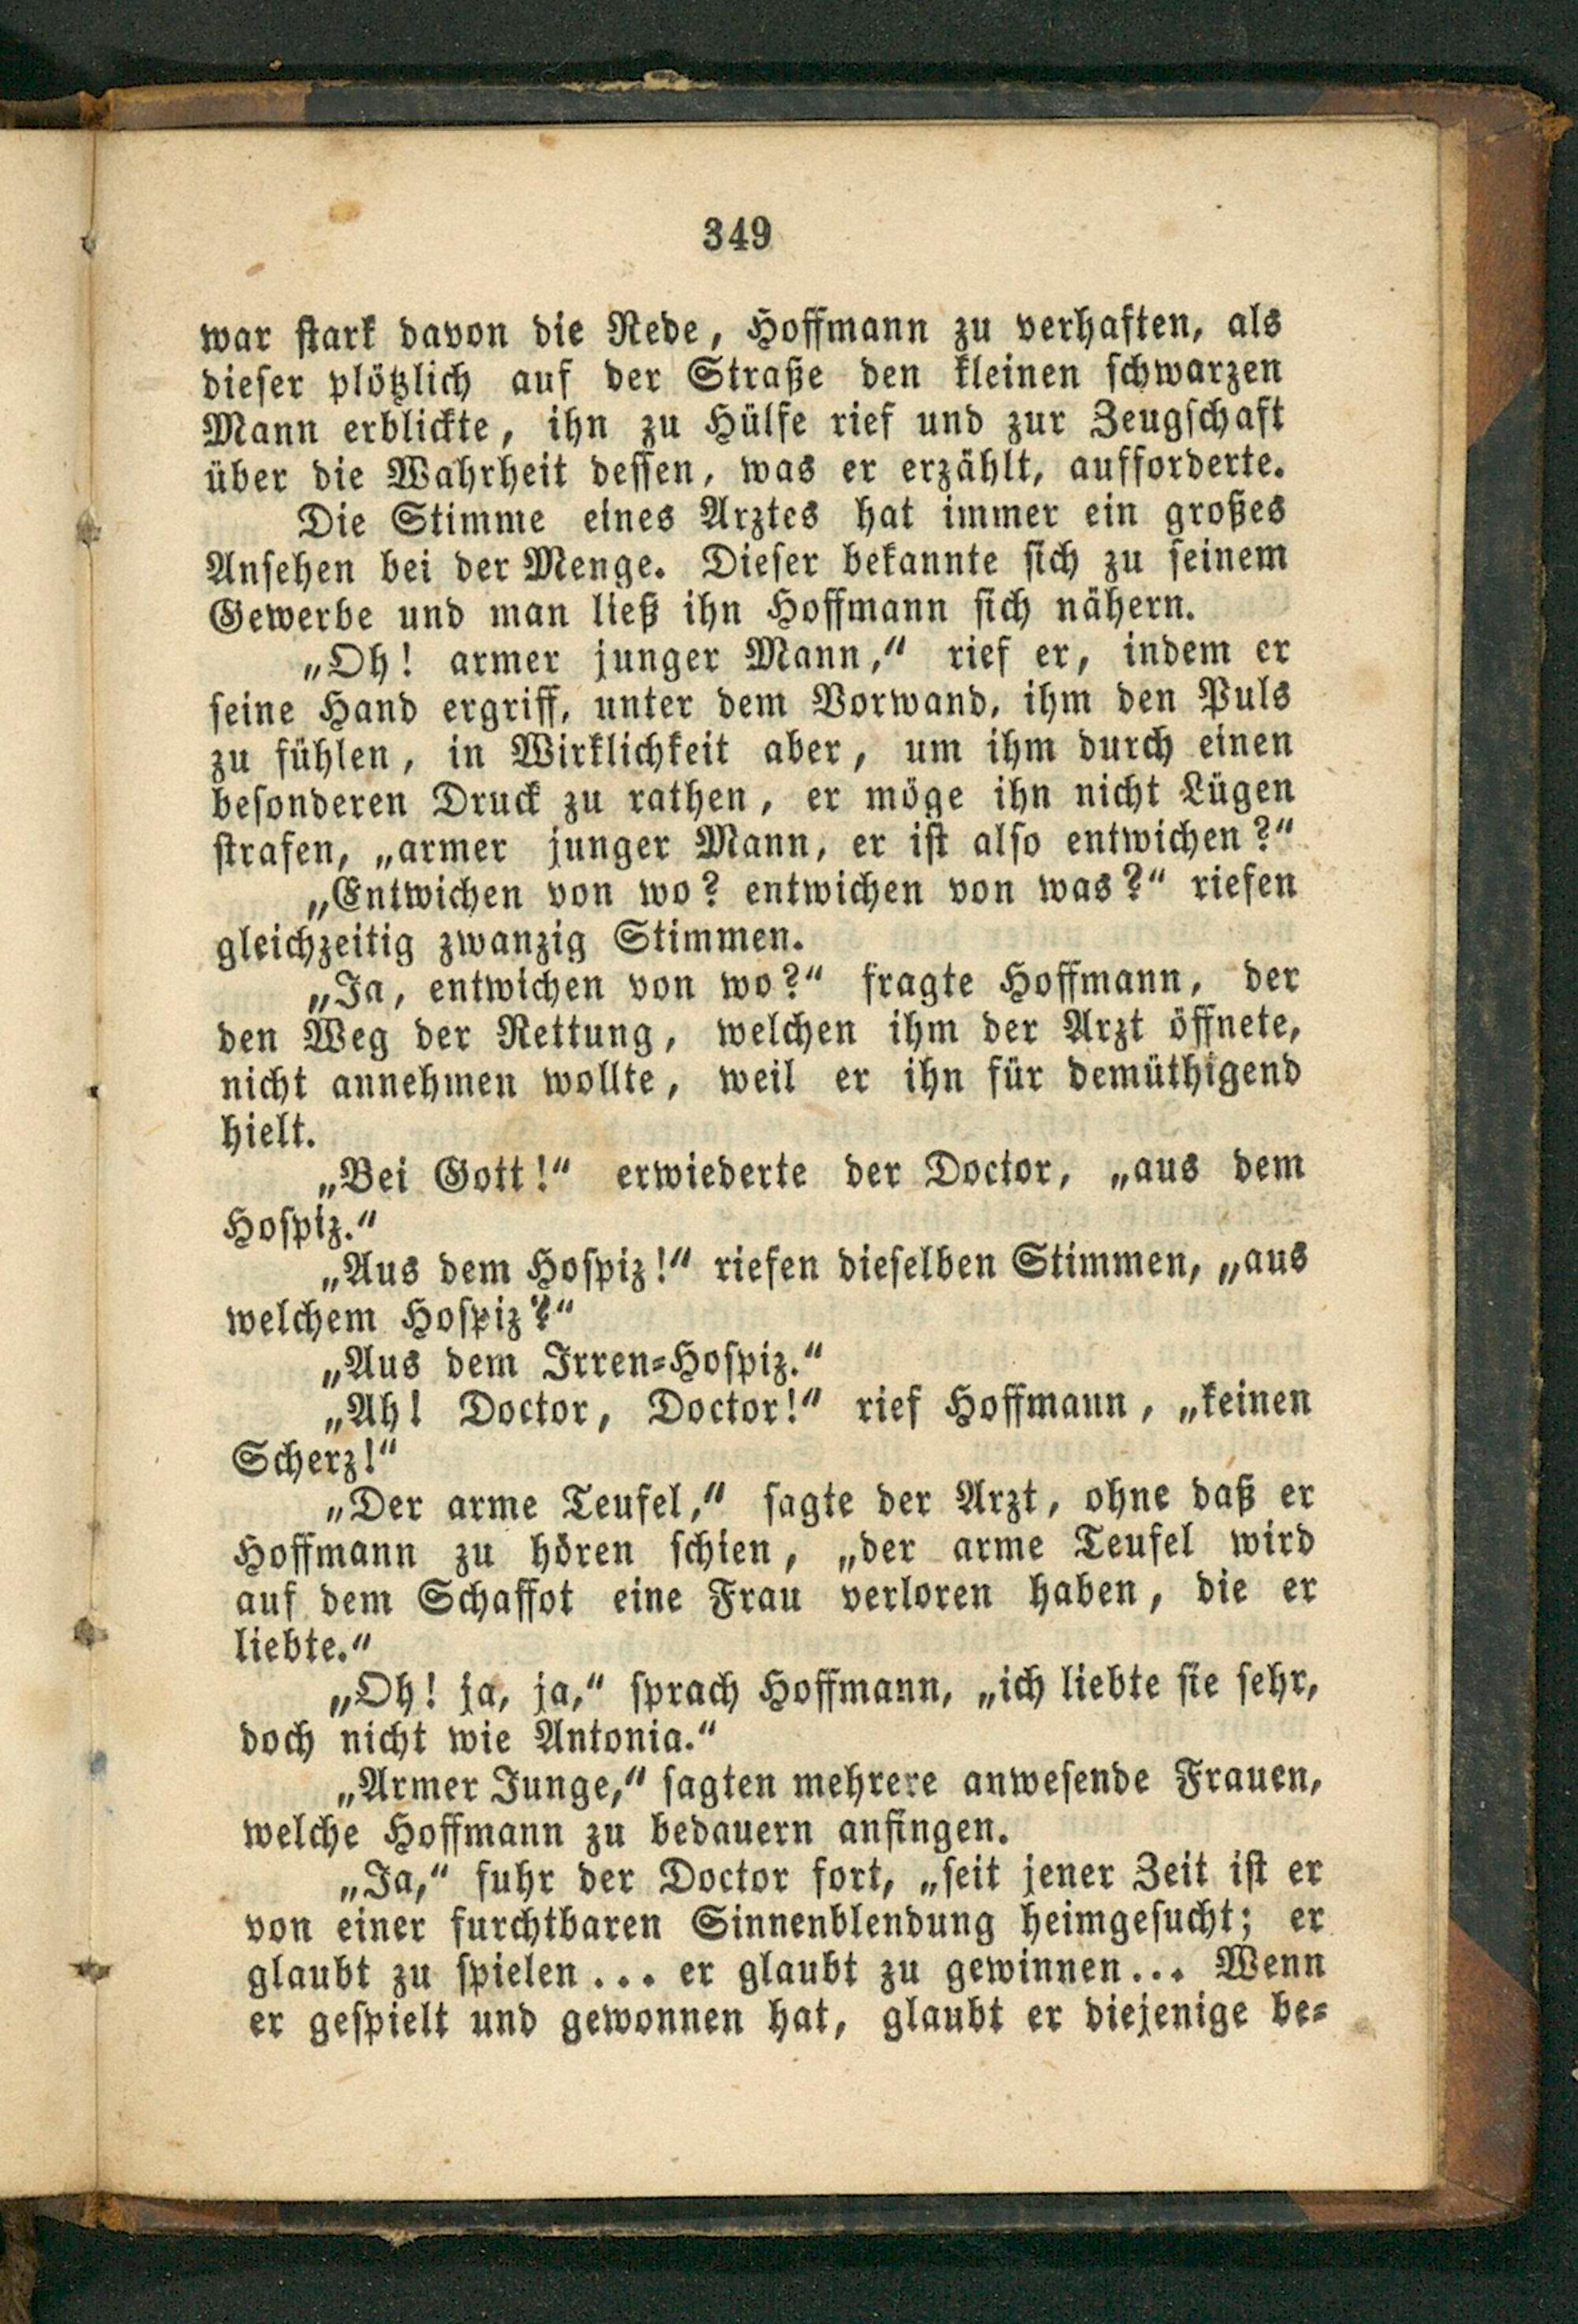 349
war stark davon die Rede, Hoffmann zu verhaften, als
dieser plötzlich auf der Straße den kleinen schwarzen
Mann erblickte, ihn zu Hülfe rief und zur Zeugschaft
über die Wahrheit dessen, was er erzählt, aufforderte.
Die Stimme eines Arztes hat immer ein großes
Ansehen bei der Menge. Dieser bekannte sich zu seinem
Gewerbe und man ließ ihn Hoffmann sich nähern.
„Oh! armer junger Mann,“ rief er, indem er
seine Hand ergriff, unter dem Vorwand, ihm den Puls
zu fühlen, in Wirklichkeit aber, um ihm durch einen
besonderen Druck zu rathen, er möge ihn nicht Lügen
strafen, „armer junger Mann, er ist also entwichen?“
„Entwichen von wo? entwichen von was?“ riefen
gleichzeitig zwanzig Stimmen.
„Ja, entwichen von wo?“ fragte Hoffmann, der
den Weg der Rettung, welchen ihm der Arzt öffnete,
nicht annehmen wollte, weil er ihn für demüthigend
hielt.
„Bei Gott!“ erwiederte der Doctor, „aus dem
Hospiz.“
„Aus dem Hospiz!“ riefen dieselben Stimmen, „aus
welchem Hospiz?“
„Aus dem Irren-Hospiz.“
„Ah! Doctor, Doctor!“ rief Hoffmann, „keinen
Scherz!“
„Der arme Teufel,“ sagte der Arzt, ohne daß er
Hoffmann zu hören schien, „der arme Teufel wird
auf dem Schaffot eine Frau verloren haben, die er
liebte.“
„Oh! ja, ja,“ sprach Hoffmann, „ich liebte sie sehr,
doch nicht wie Antonia.“
„Armer Junge,“ sagten mehrere anwesende Frauen,
welche Hoffmann zu bedauern anfingen.
„Ja,“ fuhr der Doctor fort, „seit jener Zeit ist er
von einer furchtbaren Sinnenblendung heimgesucht; er
glaubt zu spielen... er glaubt zu gewinnen... Wenn
er gespielt und gewonnen hat, glaubt er diejenige be-